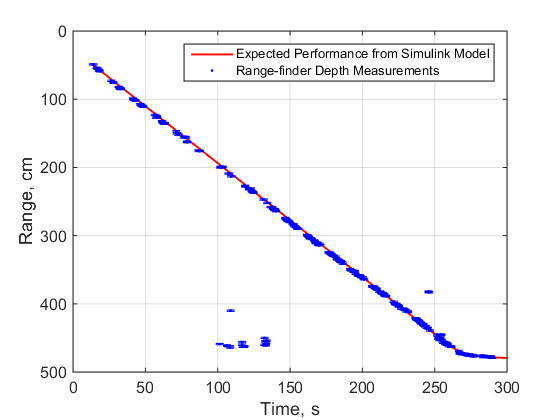 Expected Performance from Simulink Model
Range-finder Depth Measurements
0
100
200
300
400
500
Range, cm
0 50 100 150 200 250 300
Time, s